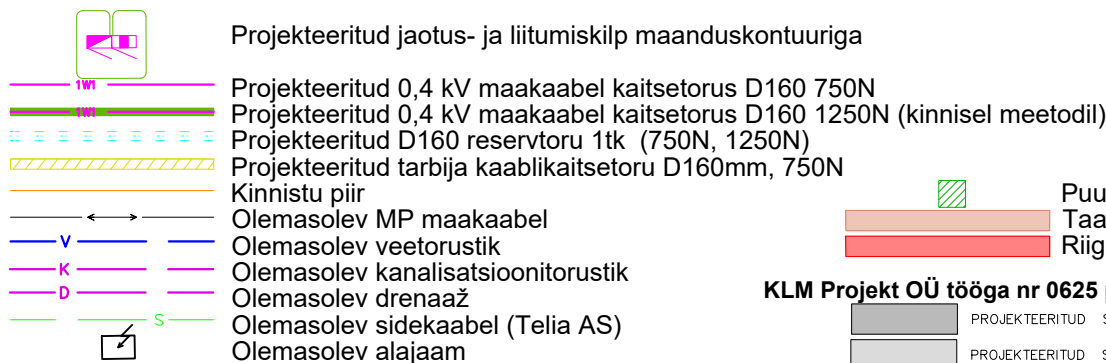 Projekteeritud jaotus- ja liitumiskilp maanduskontuuriga
1W1 Projekteeritud 0,4 kV maakaabel kaitsetorus D160 750N
1W1 Projekteeritud 0,4 kV maakaabel kaitsetorus D160 1250N (kinnisel meetodil)
Projekteeritud D160 reservtoru 1tk (750N, 1250N)
Projekteeritud tarbija kaablikaitsetoru D160mm, 750N
Kinnistu piir
Olemasolev MP maakaabel
V Olemasolev veetorustik
K Olemasolev kanalisatsioonitorustik
D Olemasolev drenaaž
S Olemasolev sidekaabel (Telia AS)
Olemasolev alajaam
Puu
Taa
Riig
KLM Projekt OÜ tööga nr 0625
PROJEKTEERITUD S
PROJEKTEERITUD S